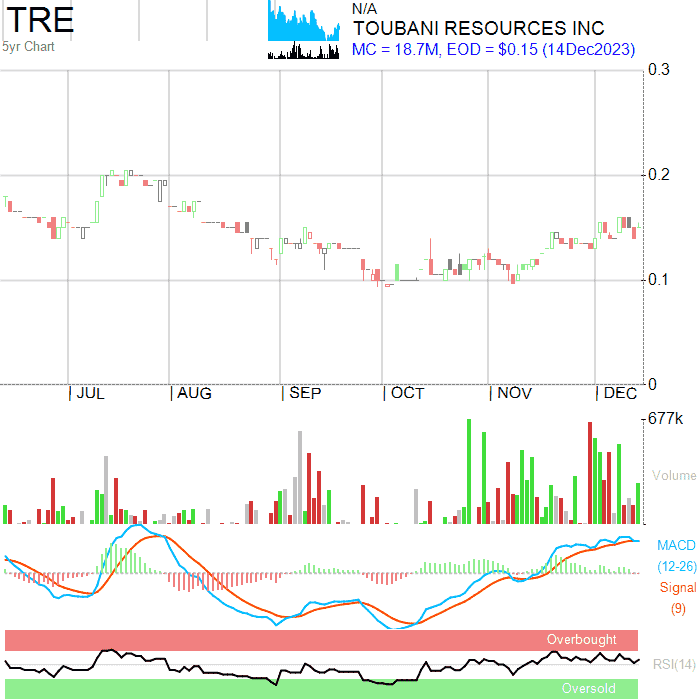 TRE
5yr Chart
N/A
TOUBANI RESOURCES INC
MC = 18.7M, EOD = $0.15 (14Dec2023)
0.3
0.2
0.1
0
JUL AUG SEP OCT NOV DEC
677k
Volume
MACD
(12-26)
Signal
(9)
Overbought
RSI(14)
Oversold